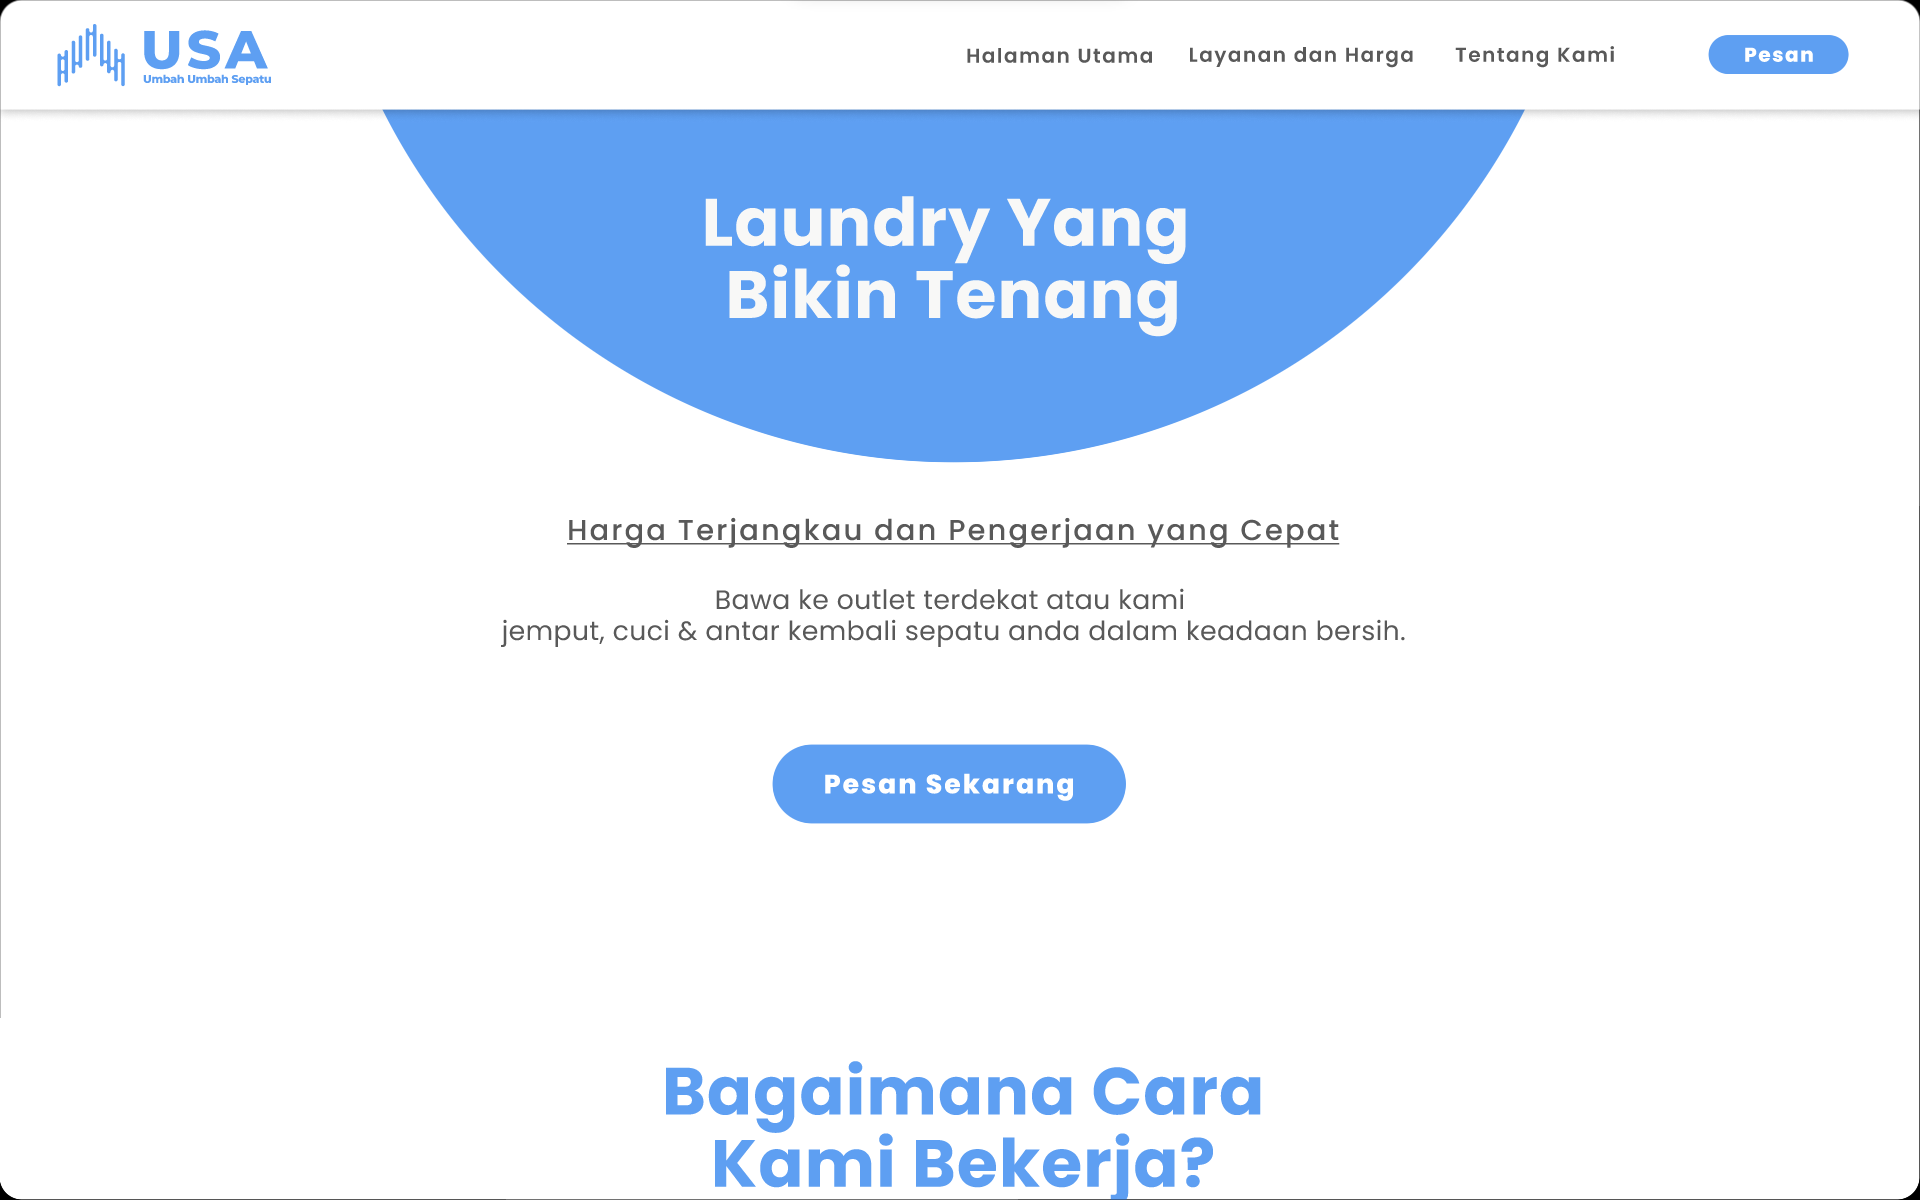 USA
Umbah Umbah Sepatu
Halaman Utama
Layanan dan Harga
Tentang Kami
Pesan
Laundry Yang
Bikin Tenang
Harga Terjangkau dan Pengerjaan yang Cepat
Bawa ke outlet terdekat atau kami
jemput, cuci & antar kembali sepatu anda dalam keadaan bersih.
Pesan Sekarang
Bagaimana Cara
Kami Bekerja?